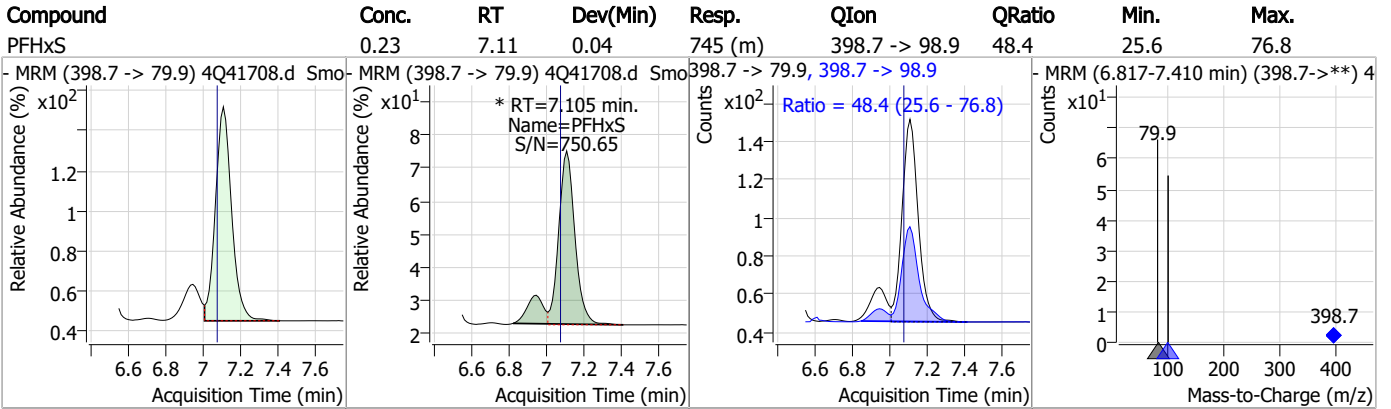 Compound Conc. RT Dev(Min) Resp. QIon QRatio Min. Max.
PFHxS 0.23 7.11 0.04 745 (m) 398.7 -> 98.9 48.4 25.6 76.8
- MRM (398.7 -> 79.9) 4Q41708.d Smo
Relative Abundance (%)
x10²
1.2
1
0.8
0.6
0.4
6.6 6.8 7 7.2 7.4 7.6
Acquisition Time (min)
- MRM (398.7 -> 79.9) 4Q41708.d Smo
Relative Abundance (%)
x10¹
* RT=7.105 min.
Name=PFHxS
S/N=750.65
8
7
6
5
4
3
2
6.6 6.8 7 7.2 7.4 7.6
Acquisition Time (min)
398.7 -> 79.9, 398.7 -> 98.9
Counts
x10²
Ratio = 48.4 (25.6 - 76.8)
1.4
1.2
1
0.8
0.6
0.4
6.6 6.8 7 7.2 7.4 7.6
Acquisition Time (min)
- MRM (6.817-7.410 min) (398.7->**) 4
Counts
x10¹
79.9
6
5
4
3
2
1
0
398.7
100 200 300 400
Mass-to-Charge (m/z)